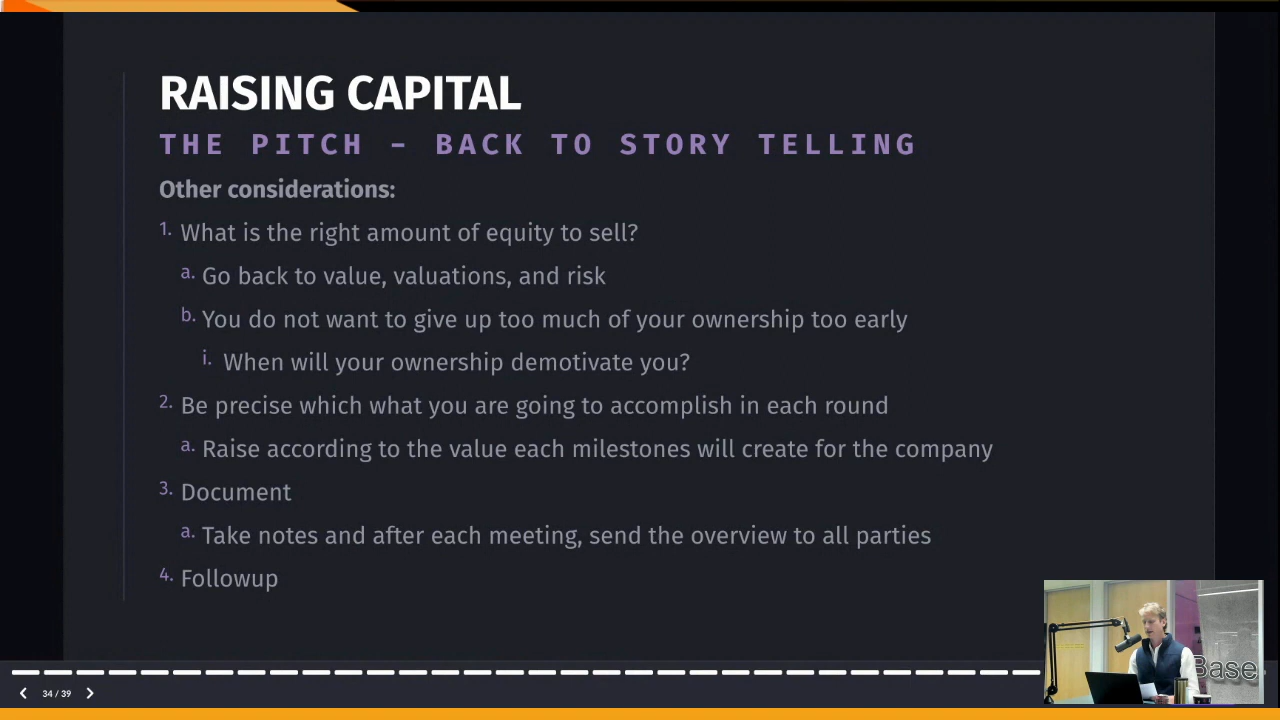 RAISING CAPITAL
THE PITCH – BACK TO STORY TELLING
Other considerations:
1. What is the right amount of equity to sell?
a. Go back to value, valuations, and risk
b. You do not want to give up too much of your ownership too early
i. When will your ownership demotivate you?
2. Be precise which what you are going to accomplish in each round
a. Raise according to the value each milestones will create for the company
3. Document
a. Take notes and after each meeting, send the overview to all parties
4. Followup
Base
34 / 39